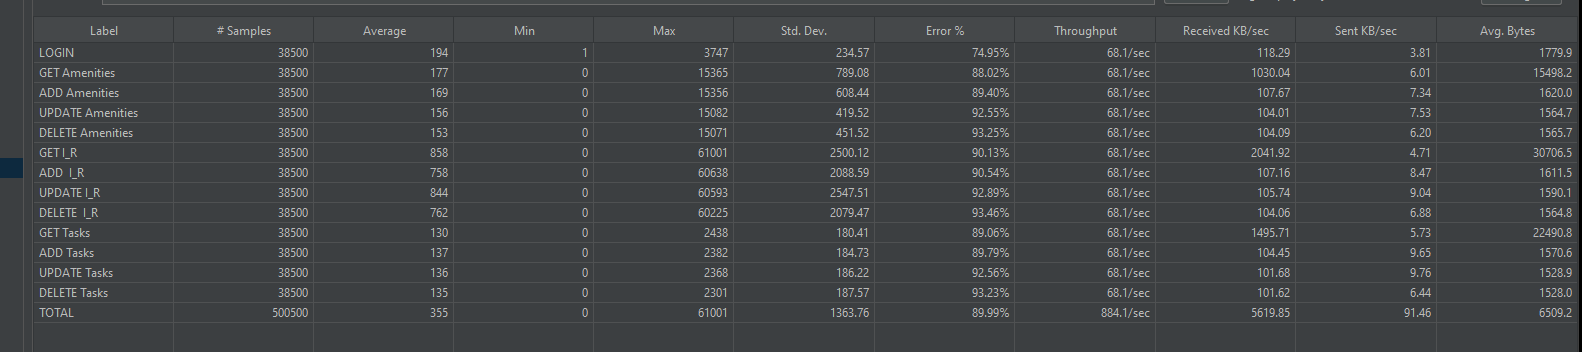 Label # Samples Average Min Max Std. Dev. Error % Throughput Received KB/sec Sent KB/sec Avg. Bytes
LOGIN 38500 194 1 3747 234.57 74.95% 68.1/sec 118.29 3.81 1779.9
GET Amenities 38500 177 0 15365 789.08 88.02% 68.1/sec 1030.04 6.01 15498.2
ADD Amenities 38500 169 0 15356 608.44 89.40% 68.1/sec 107.67 7.34 1620.0
UPDATE Amenities 38500 156 0 15082 419.52 92.55% 68.1/sec 104.01 7.53 1564.7
DELETE Amenities 38500 153 0 15071 451.52 93.25% 68.1/sec 104.09 6.20 1565.7
GET I_R 38500 858 0 61001 2500.12 90.13% 68.1/sec 2041.92 4.71 30706.5
ADD I_R 38500 758 0 60638 2088.59 90.54% 68.1/sec 107.16 8.47 1611.5
UPDATE I_R 38500 844 0 60593 2547.51 92.89% 68.1/sec 105.74 9.04 1590.1
DELETE I_R 38500 762 0 60225 2079.47 93.46% 68.1/sec 104.06 6.88 1564.8
GET Tasks 38500 130 0 2438 180.41 89.06% 68.1/sec 1495.71 5.73 22490.8
ADD Tasks 38500 137 0 2382 184.73 89.79% 68.1/sec 104.45 9.65 1570.6
UPDATE Tasks 38500 136 0 2368 186.22 92.56% 68.1/sec 101.68 9.76 1528.9
DELETE Tasks 38500 135 0 2301 187.57 93.23% 68.1/sec 101.62 6.44 1528.0
TOTAL 500500 355 0 61001 1363.76 89.99% 884.1/sec 5619.85 91.46 6509.2